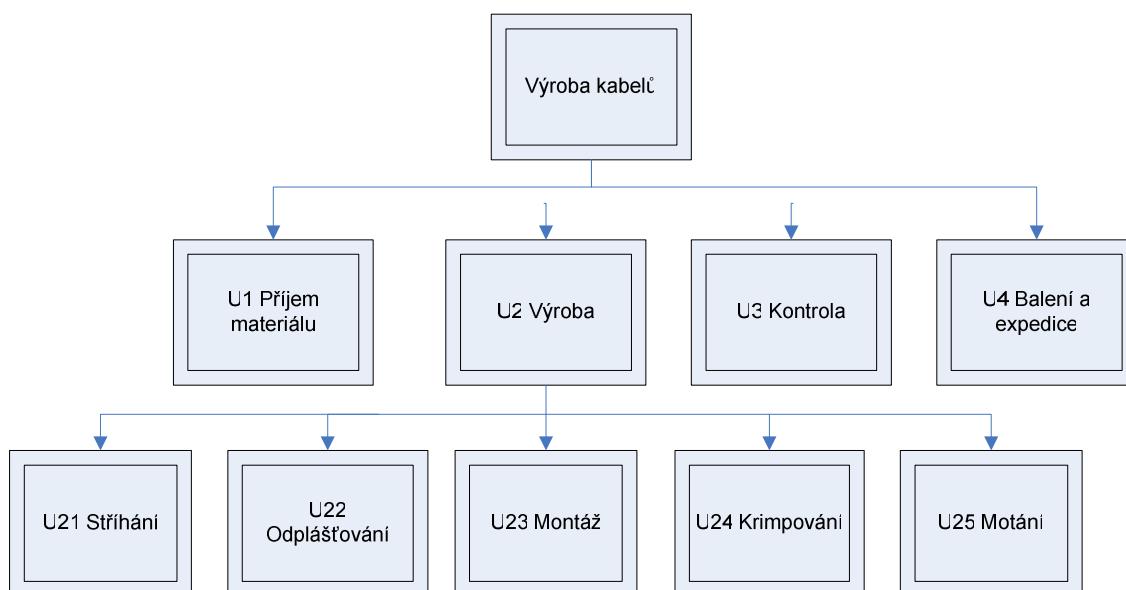 Výroba kabelů
U1 Příjem
materiálu
U2 Výroba
U3 Kontrola
U4 Balení a
expedice
U21 Stříhání
U22
Odplášťování
U23 Montáž
U24 Krimpování
U25 Motání